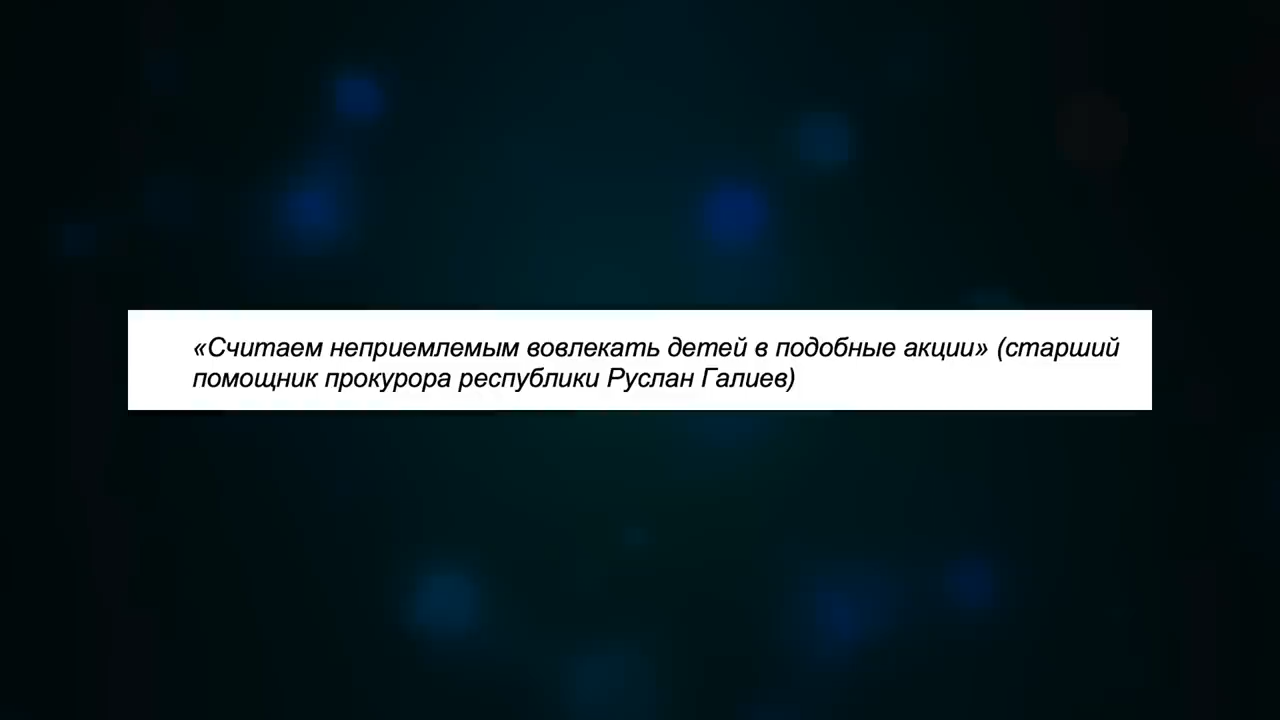 «Считаем неприемлемым вовлекать детей в подобные акции» (старший
помощник прокурора республики Руслан Галиев)